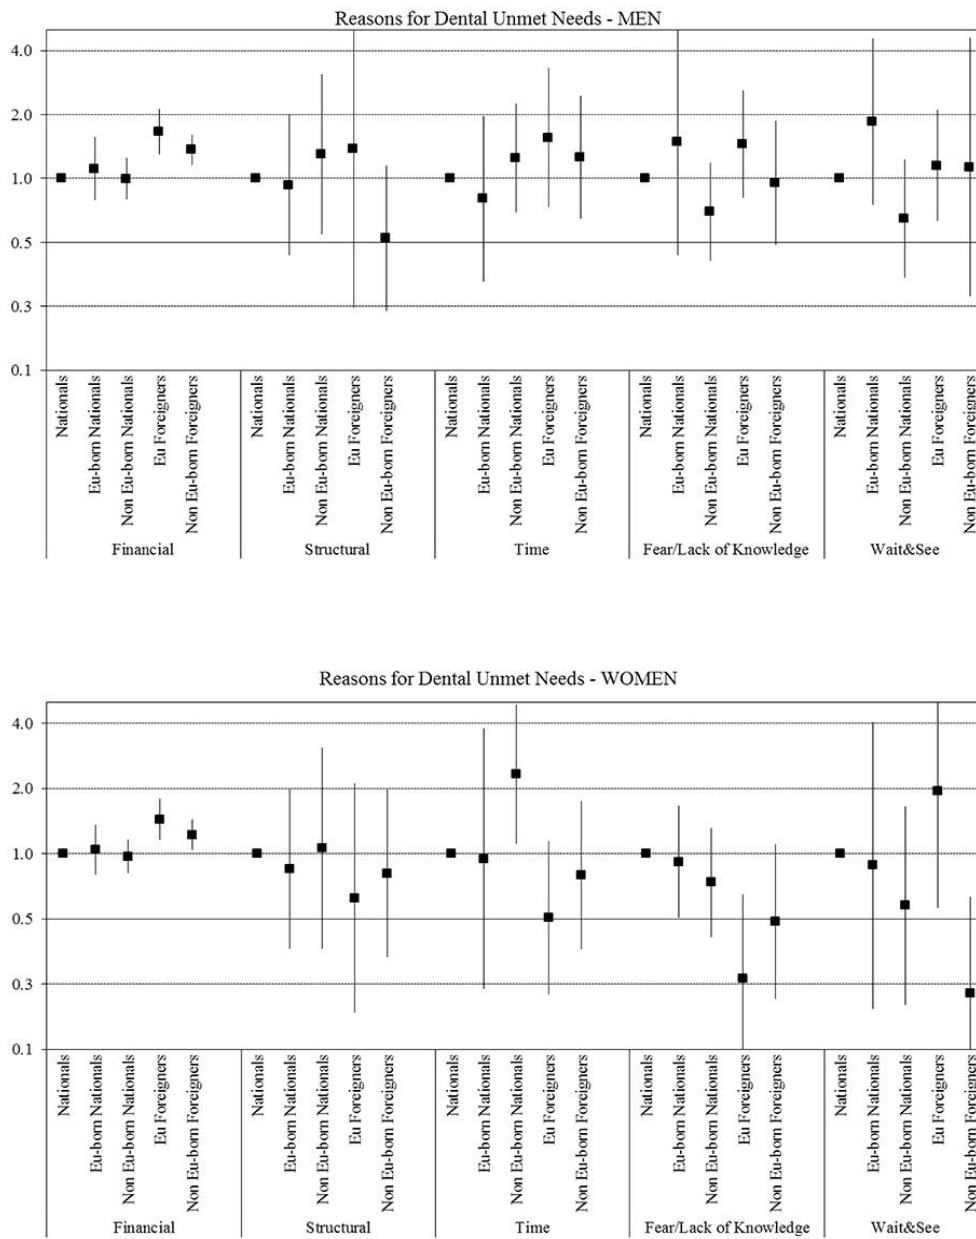 Reasons for Dental Unmet Needs - MEN
4.0
2.0
1.0
0.5
0.3
0.1
Nationals
Eu-born Nationals
Non Eu-born Nationals
Eu Foreigners
Non Eu-born Foreigners
Nationals
Eu-born Nationals
Non Eu-born Nationals
Eu Foreigners
Non Eu-born Foreigners
Nationals
Eu-born Nationals
Non Eu-born Nationals
Eu Foreigners
Non Eu-born Foreigners
Nationals
Eu-born Nationals
Non Eu-born Nationals
Eu Foreigners
Non Eu-born Foreigners
Nationals
Eu-born Nationals
Non Eu-born Nationals
Eu Foreigners
Non Eu-born Foreigners
Financial
Structural
Time
Fear/Lack of Knowledge
Wait&See
Reasons for Dental Unmet Needs - WOMEN
4.0
2.0
1.0
0.5
0.3
0.1
Nationals
Eu-born Nationals
Non Eu-born Nationals
Eu Foreigners
Non Eu-born Foreigners
Nationals
Eu-born Nationals
Non Eu-born Nationals
Eu Foreigners
Non Eu-born Foreigners
Nationals
Eu-born Nationals
Non Eu-born Nationals
Eu Foreigners
Non Eu-born Foreigners
Nationals
Eu-born Nationals
Non Eu-born Nationals
Eu Foreigners
Non Eu-born Foreigners
Nationals
Eu-born Nationals
Non Eu-born Nationals
Eu Foreigners
Non Eu-born Foreigners
Financial
Structural
Time
Fear/Lack of Knowledge
Wait&See